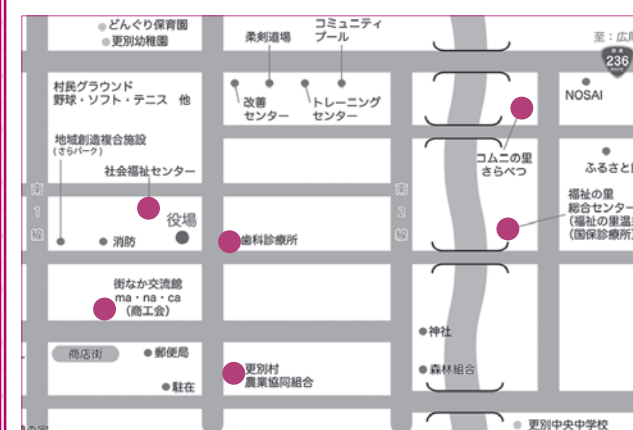 どんぐり保育園
更別幼稚園
柔剣道場
コミュニティ
プール
至：広尾
236
ROUTE
村民グラウンド
野球・ソフト・テニス　他
改善
センター
トレーニング
センター
NOSAI
地域創造複合施設
(さらパーク)
社会福祉センター
コムニの里
さらべつ
ふるさと
南1線
役場
消防
歯科診療所
南2線
福祉の里
総合センター
(福祉の里温
(国保診療所)
街なか交流館
ma・na・ca
(商工会)
商店街
郵便局
駐在
更別村
農業協同組合
神社
森林組合
更別中央中学校